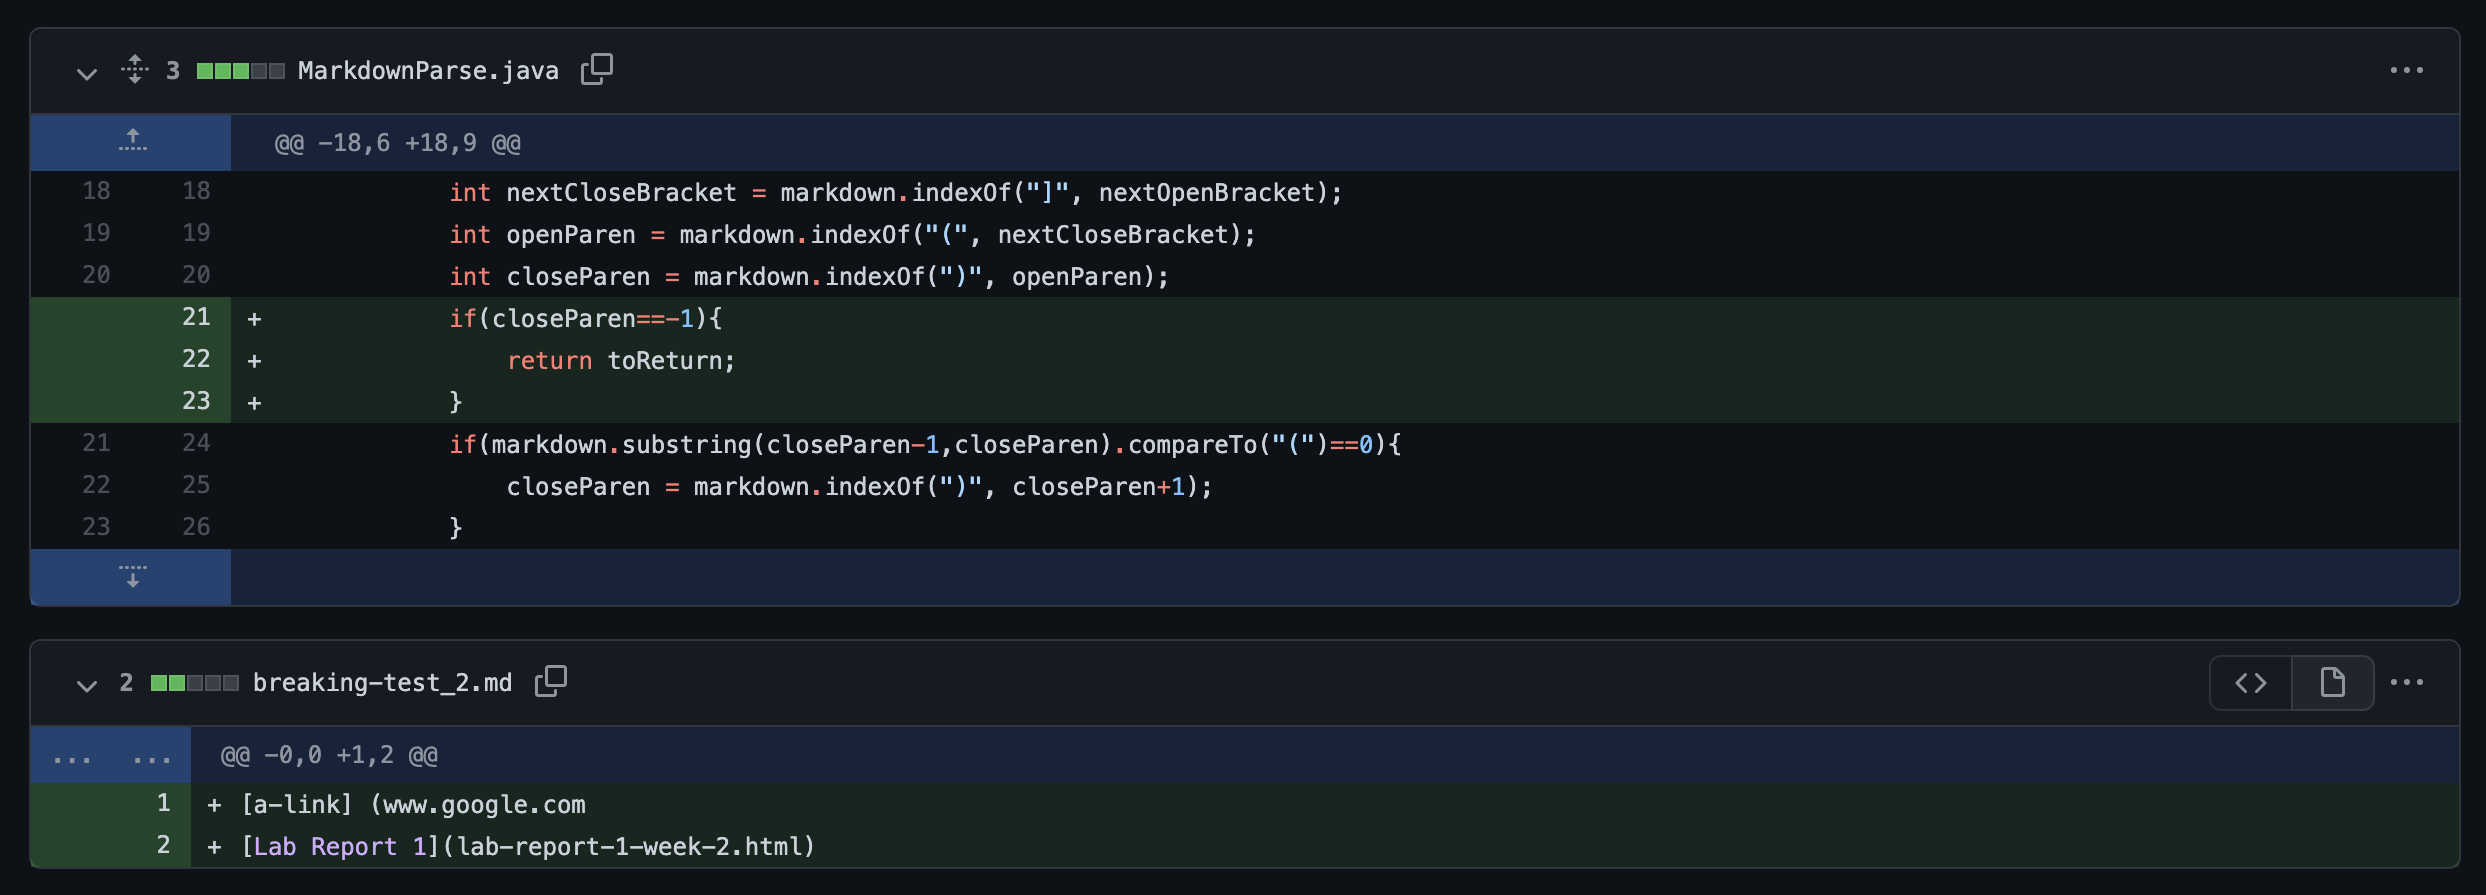 3 MarkdownParse.java
@@ -18,6 +18,9 @@
18 18 int nextCloseBracket = markdown.indexOf("]", nextOpenBracket);
19 19 int openParen = markdown.indexOf("(", nextCloseBracket);
20 20 int closeParen = markdown.indexOf(")", openParen);
21 + if(closeParen==-1){
22 + return toReturn;
23 + }
21 24 if(markdown.substring(closeParen-1,closeParen).compareTo("(")==0){
22 25 closeParen = markdown.indexOf(")", closeParen+1);
23 26 }
2 breaking-test_2.md
... ... @@ -0,0 +1,2 @@
1 + [a-link] (www.google.com
2 + [Lab Report 1](lab-report-1-week-2.html)